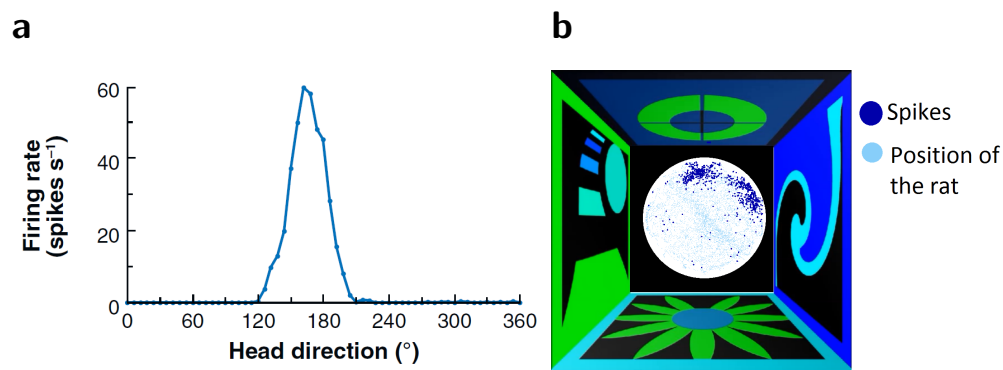 a
b
Firing rate
(spikes s⁻¹)
60
40
20
0
0 60 120 180 240 300 360
Head direction (°)
Spikes
Position of
the rat